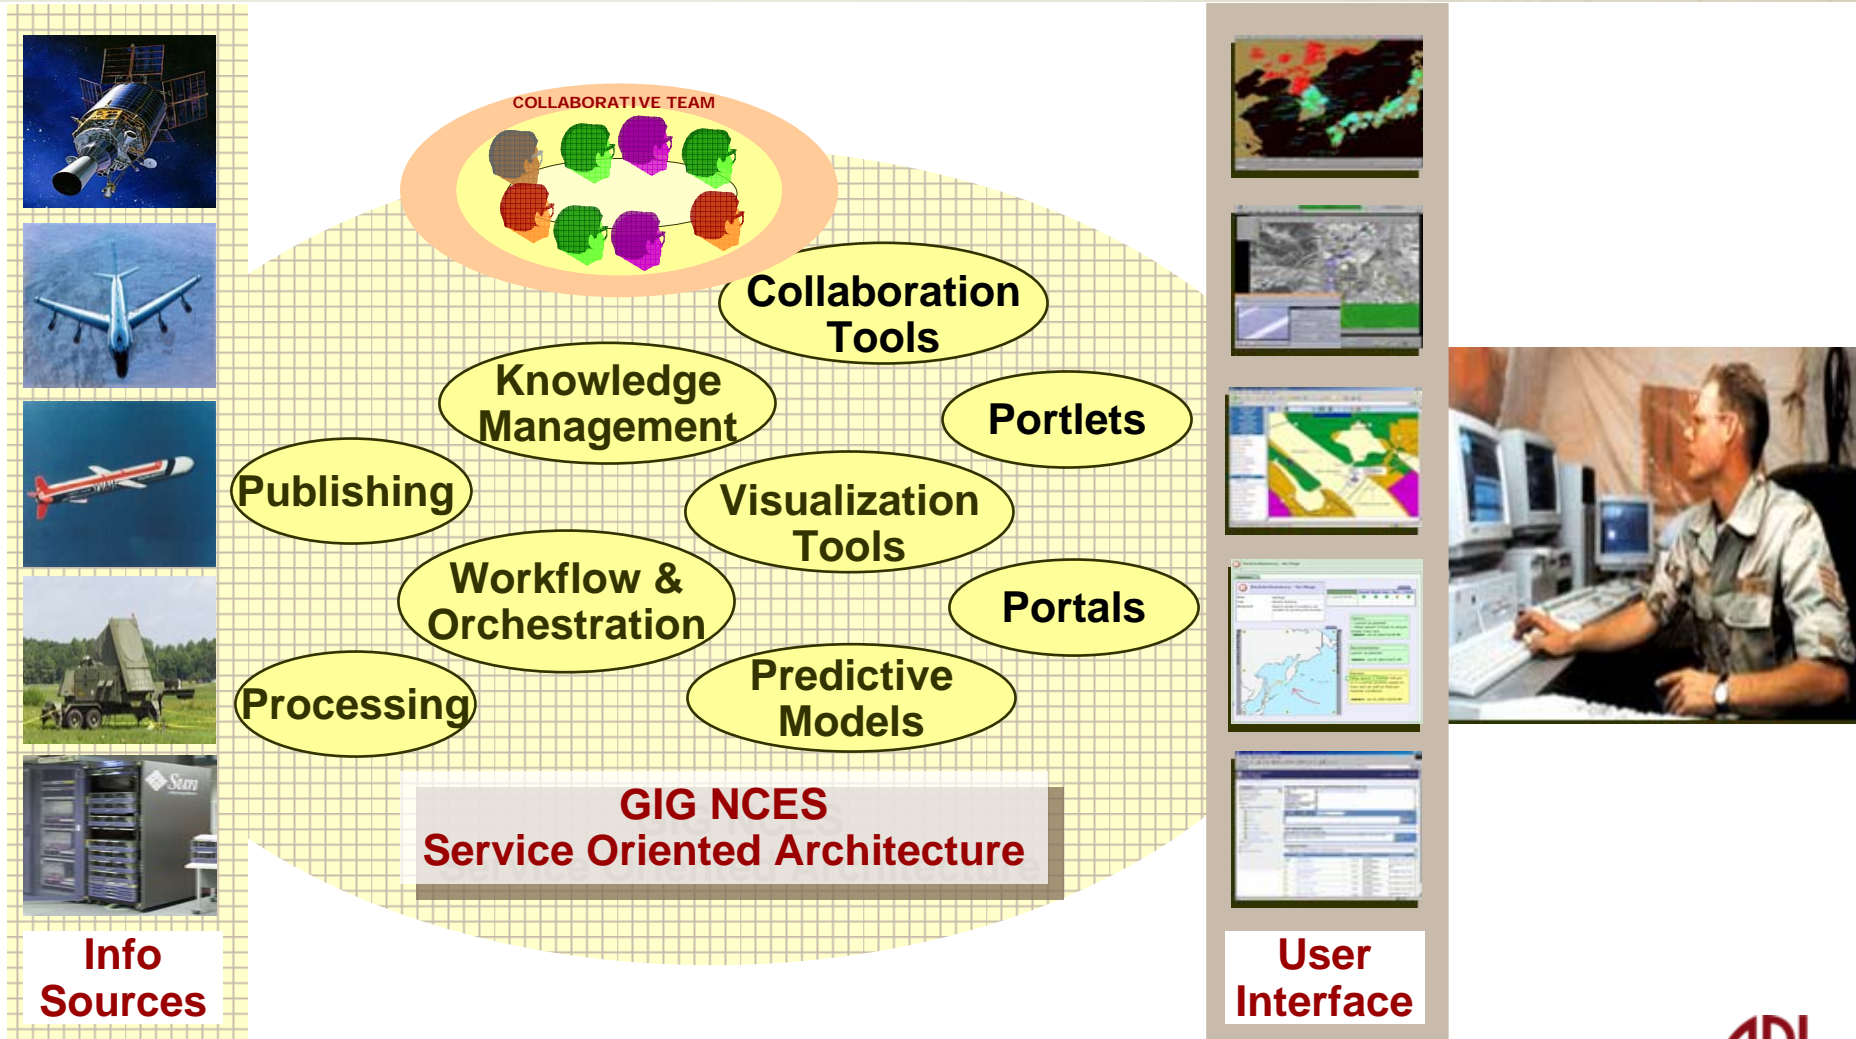 COLLABORATIVE TEAM
Collaboration
Tools
Knowledge
Management
Portlets
Publishing
Visualization
Tools
Workflow &
Orchestration
Portals
Processing
Predictive
Models
GIG NCES
Service Oriented Architecture
Sun
Info
Sources
User
Interface